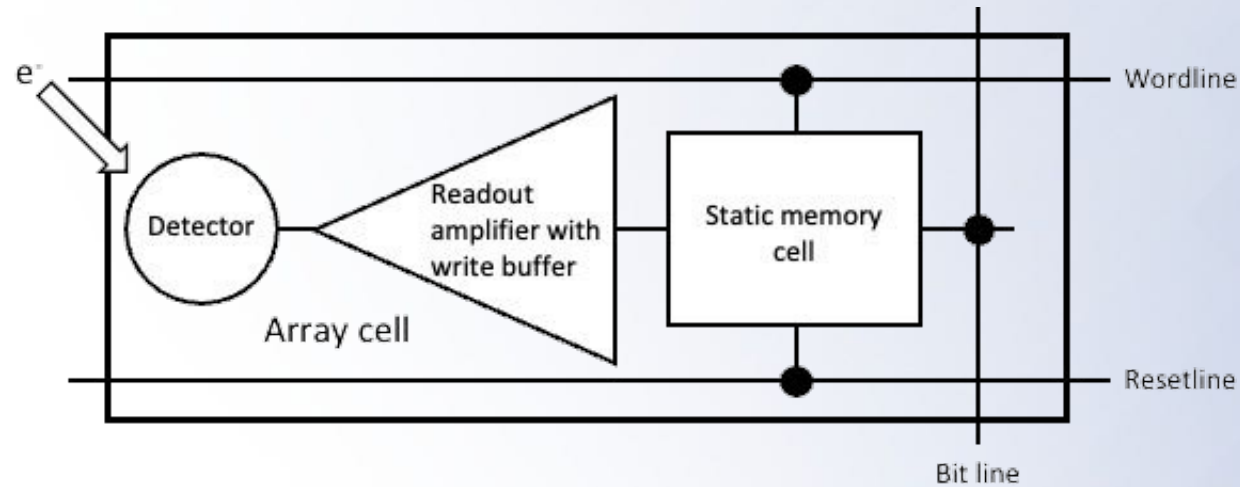 e-
Wordline
Detector
Readout
amplifier with
write buffer
Static memory
cell
Array cell
Resetline
Bit line